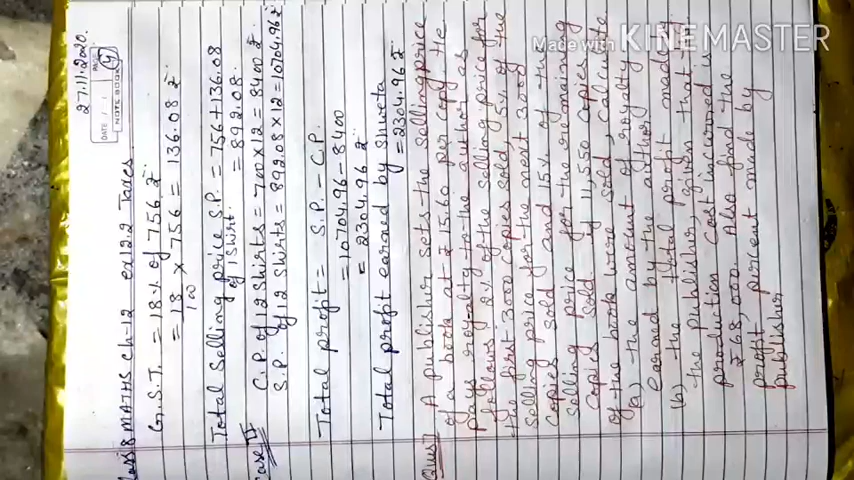 27.11.2020.
DATE
PAGE
4
NOTE BOOK
Class 8 MATHS Ch-12 ex 12.2 Taxes
G.S.T. = 18% of 756 ₹
= 18/100 × 756 = 136.08 ₹
Total selling price S.P. = 756 + 136.08
of 1 Shirt. = 892.08.
Case II C.P. of 12 Shirts = 700 × 12 = 8400 ₹
S.P. of 12 Shirts = 892.08 × 12 = 10704.96 ₹
Total profit = S.P. - C.P.
= 10704.96 - 8400
= 2304.96 ₹
Total profit earned by Shweta
= 2304.96 ₹
Ques7 A publisher sets the selling price
of a book at ₹ 15.60 per copy. He
pays royalty to the author as
follows 2% of the selling price for
the first 3000 copies sold, 5% of the
selling price for the next 3000
copies sold and 15% of the
selling price for the remaining
copies sold. If 11,550 copies
of the book were sold, calculate
(a) the amount of royalty
earned by the author
(b) the total profit made by
the publisher, given that the
production cost incurred is
₹ 68,000. Also find the
profit percent made by
publisher
Made with KINEMASTER